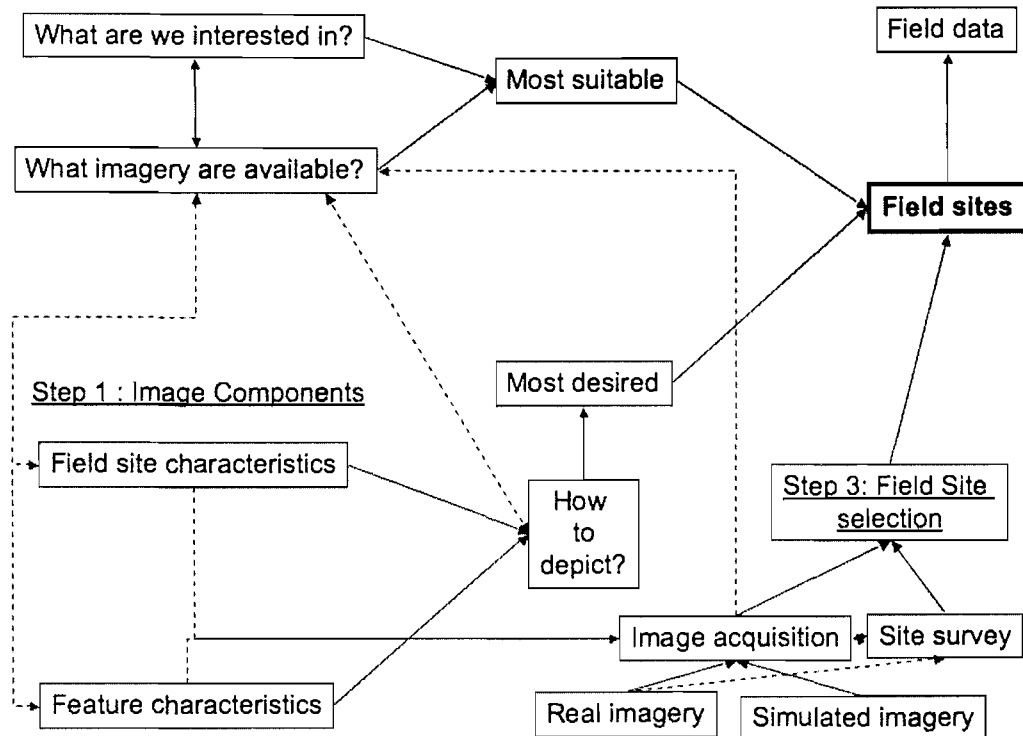 What are we interested in?
Field data
Most suitable
What imagery are available?
Field sites
Most desired
Step 1 : Image Components
Field site characteristics
How
to
depict?
Step 3: Field Site
selection
Image acquisition
Site survey
Feature characteristics
Real imagery
Simulated imagery